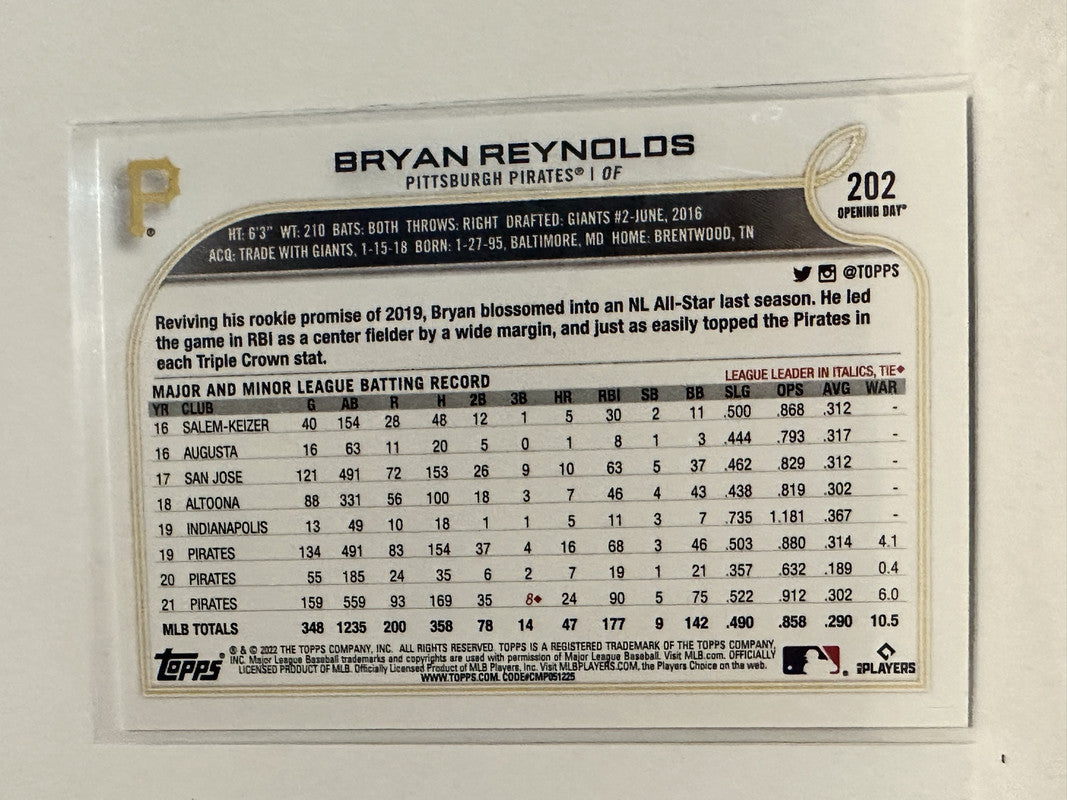 P
BRYAN REYNOLDS
PITTSBURGH PIRATES® | OF
202
OPENING DAY®
HT: 6'3" WT: 210 BATS: BOTH THROWS: RIGHT DRAFTED: GIANTS #2-JUNE, 2016
ACQ: TRADE WITH GIANTS, 1-15-18 BORN: 1-27-95, BALTIMORE, MD HOME: BRENTWOOD, TN
@TOPPS
Reviving his rookie promise of 2019, Bryan blossomed into an NL All-Star last season. He led
the game in RBI as a center fielder by a wide margin, and just as easily topped the Pirates in
each Triple Crown stat.
MAJOR AND MINOR LEAGUE BATTING RECORD
LEAGUE LEADER IN ITALICS, TIE♦
YR CLUB G AB R H 2B 3B HR RBI SB BB SLG OPS AVG WAR
16 SALEM-KEIZER 40 154 28 48 12 1 5 30 2 11 .500 .868 .312 -
16 AUGUSTA 16 63 11 20 5 0 1 8 1 3 .444 .793 .317 -
17 SAN JOSE 121 491 72 153 26 9 10 63 5 37 .462 .829 .312 -
18 ALTOONA 88 331 56 100 18 3 7 46 4 43 .438 .819 .302 -
19 INDIANAPOLIS 13 49 10 18 1 1 5 11 3 7 .735 1.181 .367 -
19 PIRATES 134 491 83 154 37 4 16 68 3 46 .503 .880 .314 4.1
20 PIRATES 55 185 24 35 6 2 7 19 1 21 .357 .632 .189 0.4
21 PIRATES 159 559 93 169 35 8♦ 24 90 5 75 .522 .912 .302 6.0
MLB TOTALS 348 1235 200 358 78 14 47 177 9 142 .490 .858 .290 10.5
Topps®
® & © 2022 THE TOPPS COMPANY, INC. ALL RIGHTS RESERVED. TOPPS IS A REGISTERED TRADEMARK OF THE TOPPS COMPANY,
INC. Major League Baseball trademarks and copyrights are used with permission of Major League Baseball. Visit MLB.com. OFFICIALLY
LICENSED PRODUCT OF MLB. Officially Licensed Product of MLB Players, Inc. Visit MLBPLAYERS.COM, the Players Choice on the web.
WWW.TOPPS.COM. CODE#CMP051225
MLB PLAYERS